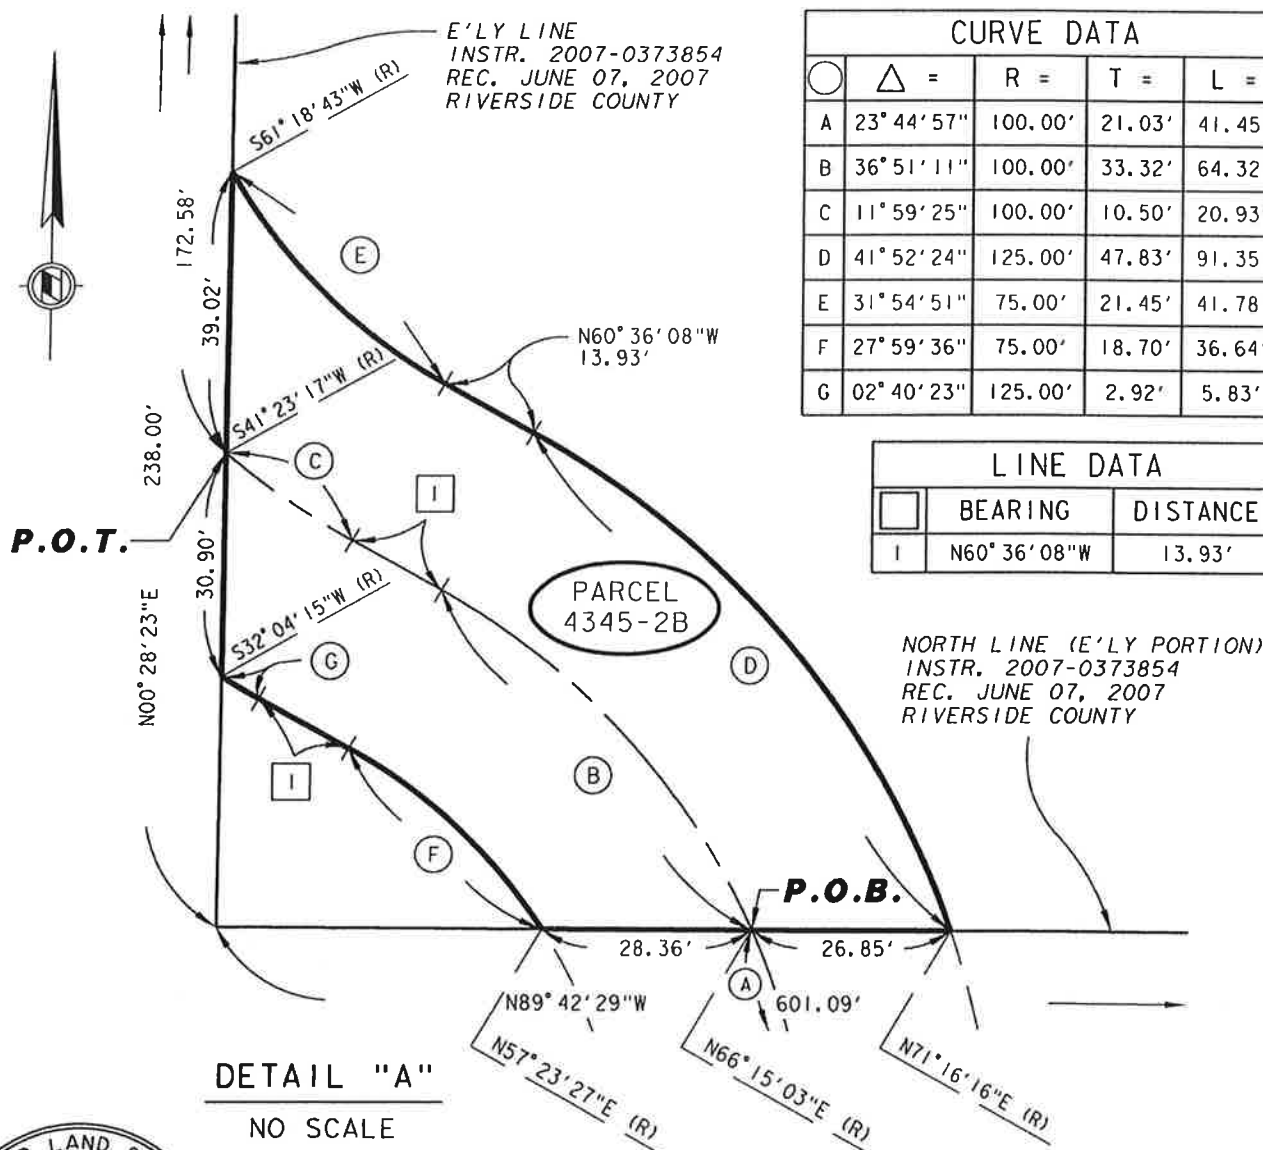 E'LY LINE
INSTR. 2007-0373854
REC. JUNE 07, 2007
RIVERSIDE COUNTY
CURVE DATA
△ = R = T = L =
A 23°44'57" 100.00' 21.03' 41.45
B 36°51'11" 100.00' 33.32' 64.32
C 11°59'25" 100.00' 10.50' 20.93
D 41°52'24" 125.00' 47.83' 91.35
E 31°54'51" 75.00' 21.45' 41.78
F 27°59'36" 75.00' 18.70' 36.64'
G 02°40'23" 125.00' 2.92' 5.83'
LINE DATA
BEARING DISTANCE
1 N60°36'08"W 13.93'
S61°18'43"W (R)
172.58'
39.02'
E
N60°36'08"W
13.93'
S41°23'17"W (R)
238.00'
C
1
P.O.T.
30.90'
N00°28'23"E
S32°04'15"W (R)
G
1
PARCEL
4345-2B
D
B
F
NORTH LINE (E'LY PORTION)
INSTR. 2007-0373854
REC. JUNE 07, 2007
RIVERSIDE COUNTY
P.O.B.
28.36'
26.85'
A
N89°42'29"W
601.09'
N57°23'27"E (R)
N66°15'03"E (R)
N71°16'16"E (R)
DETAIL "A"
NO SCALE
LAND